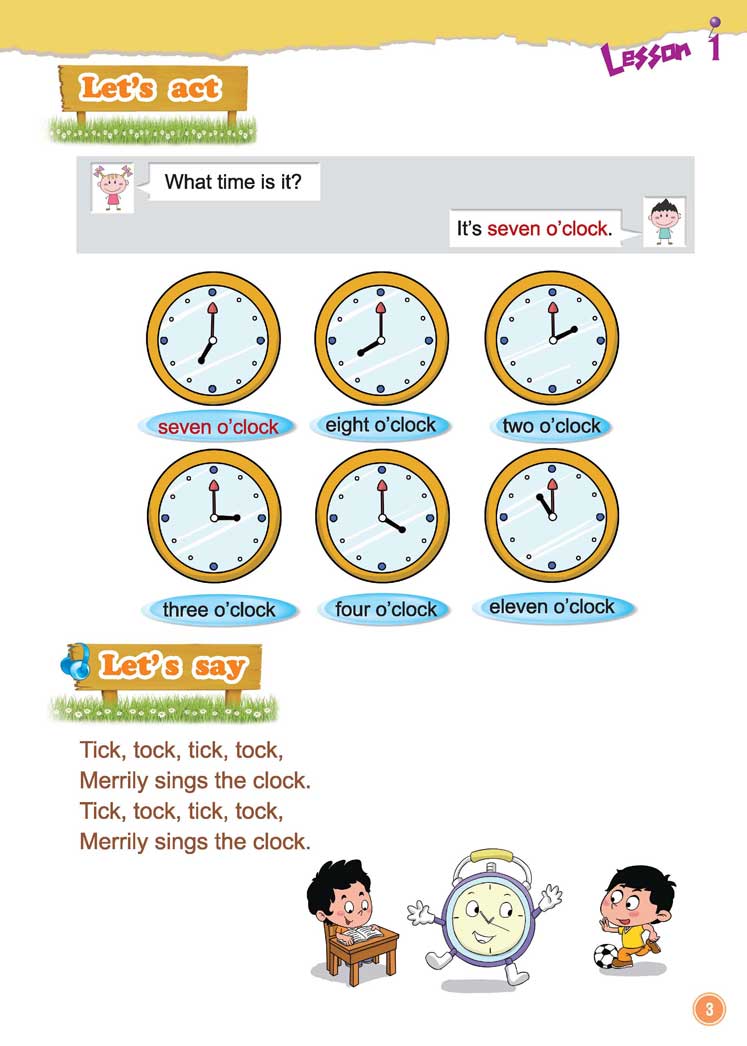 Lesson 1
Let's act
What time is it?
It's seven o'clock.
seven o'clock
eight o'clock
two o'clock
three o'clock
four o'clock
eleven o'clock
Let's say
Tick, tock, tick, tock,
Merrily sings the clock.
Tick, tock, tick, tock,
Merrily sings the clock.
3